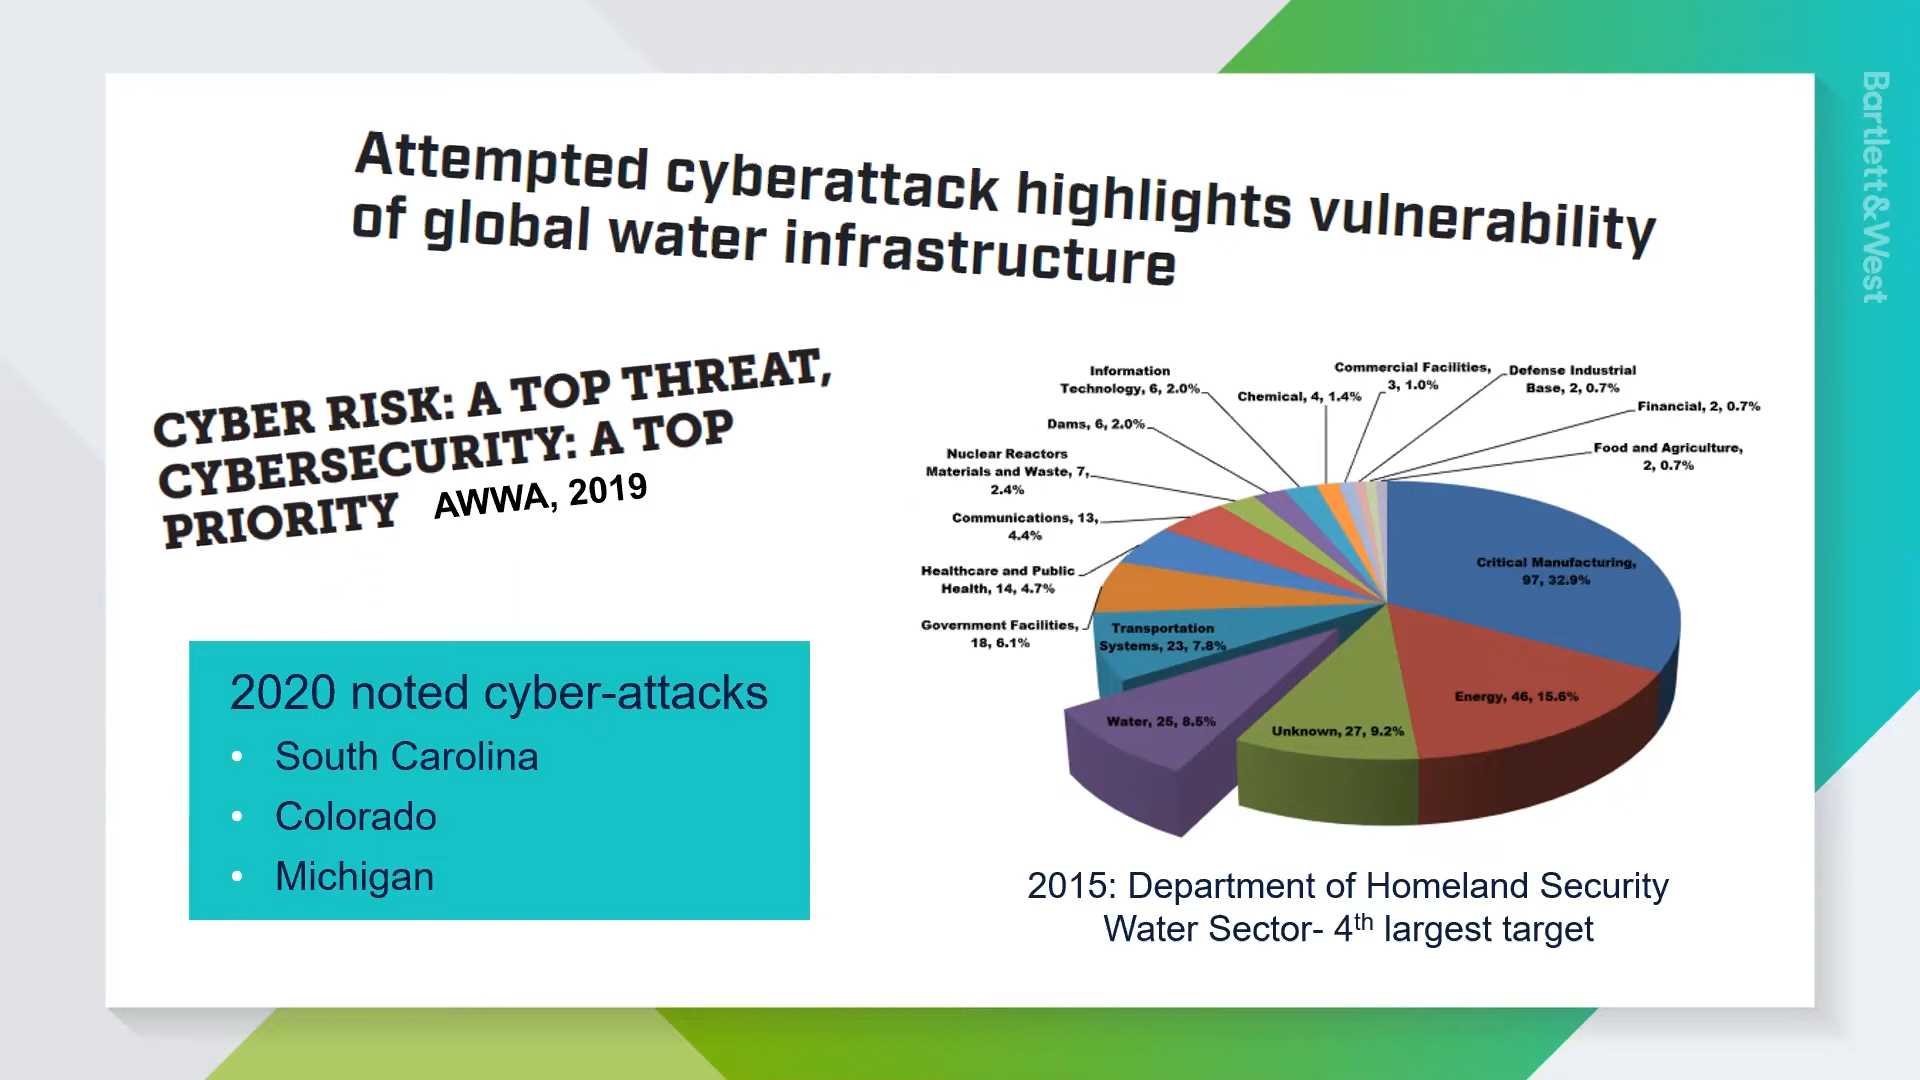 Attempted cyberattack highlights vulnerability
of global water infrastructure
CYBER RISK: A TOP THREAT,
CYBERSECURITY: A TOP
PRIORITY AWWA, 2019
2020 noted cyber-attacks
• South Carolina
• Colorado
• Michigan
Information
Technology, 6, 2.0%
Chemical, 4, 1.4%
Commercial Facilities,
3, 1.0%
Defense Industrial
Base, 2, 0.7%
Financial, 2, 0.7%
Food and Agriculture,
2, 0.7%
Dams, 6, 2.0%
Nuclear Reactors
Materials and Waste, 7,
2.4%
Communications, 13,
4.4%
Healthcare and Public
Health, 14, 4.7%
Government Facilities,
18, 6.1%
Transportation
Systems, 23, 7.8%
Water, 25, 8.5%
Unknown, 27, 9.2%
Energy, 46, 15.6%
Critical Manufacturing,
97, 32.9%
2015: Department of Homeland Security
Water Sector- 4th largest target
Bartlett&West